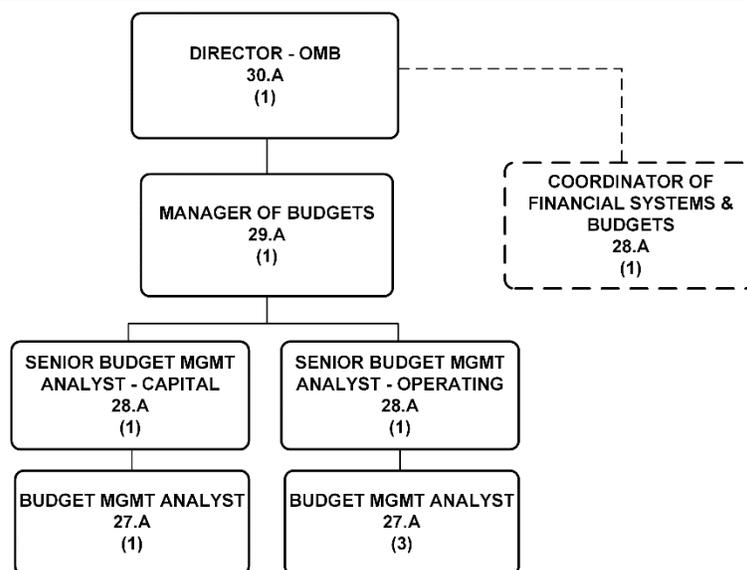 DIRECTOR - OMB
30.A
(1)
COORDINATOR OF
FINANCIAL SYSTEMS &
BUDGETS
28.A
(1)
MANAGER OF BUDGETS
29.A
(1)
SENIOR BUDGET MGMT
ANALYST - CAPITAL
28.A
(1)
SENIOR BUDGET MGMT
ANALYST - OPERATING
28.A
(1)
BUDGET MGMT ANALYST
27.A
(1)
BUDGET MGMT ANALYST
27.A
(3)